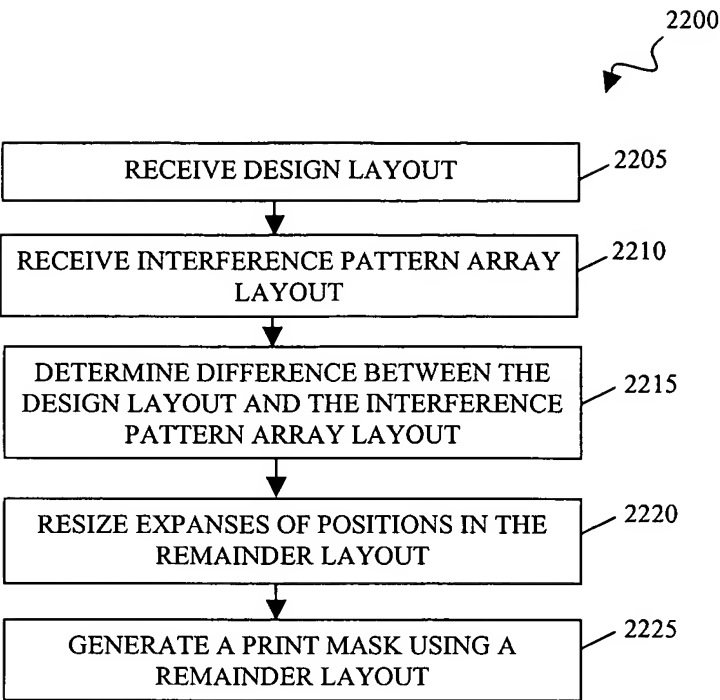 2200
RECEIVE DESIGN LAYOUT
2205
RECEIVE INTERFERENCE PATTERN ARRAY
LAYOUT
2210
DETERMINE DIFFERENCE BETWEEN THE
DESIGN LAYOUT AND THE INTERFERENCE
PATTERN ARRAY LAYOUT
2215
RESIZE EXPANSES OF POSITIONS IN THE
REMAINDER LAYOUT
2220
GENERATE A PRINT MASK USING A
REMAINDER LAYOUT
2225